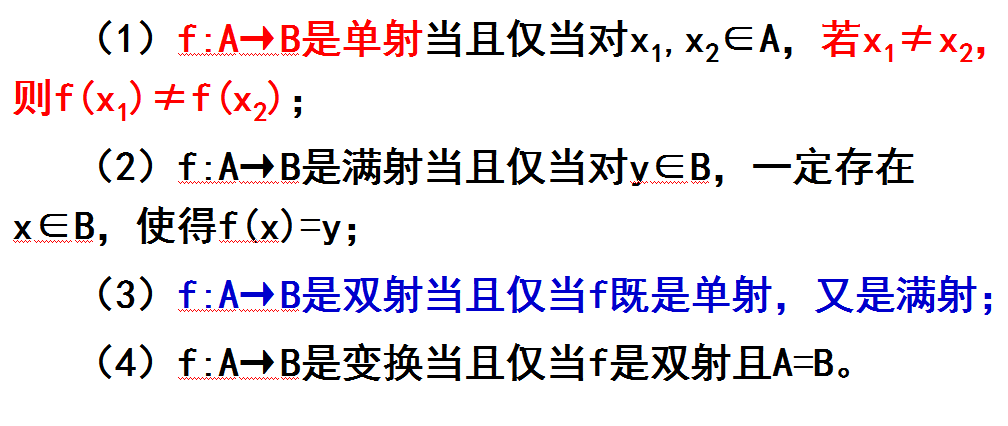 （1）f:A→B是单射当且仅当对x₁,x₂∈A，若x₁≠x₂，
则f(x₁)≠f(x₂)；
（2）f:A→B是满射当且仅当对y∈B，一定存在
x∈B，使得f(x)=y；
（3）f:A→B是双射当且仅当f既是单射，又是满射；
（4）f:A→B是变换当且仅当f是双射且A=B。